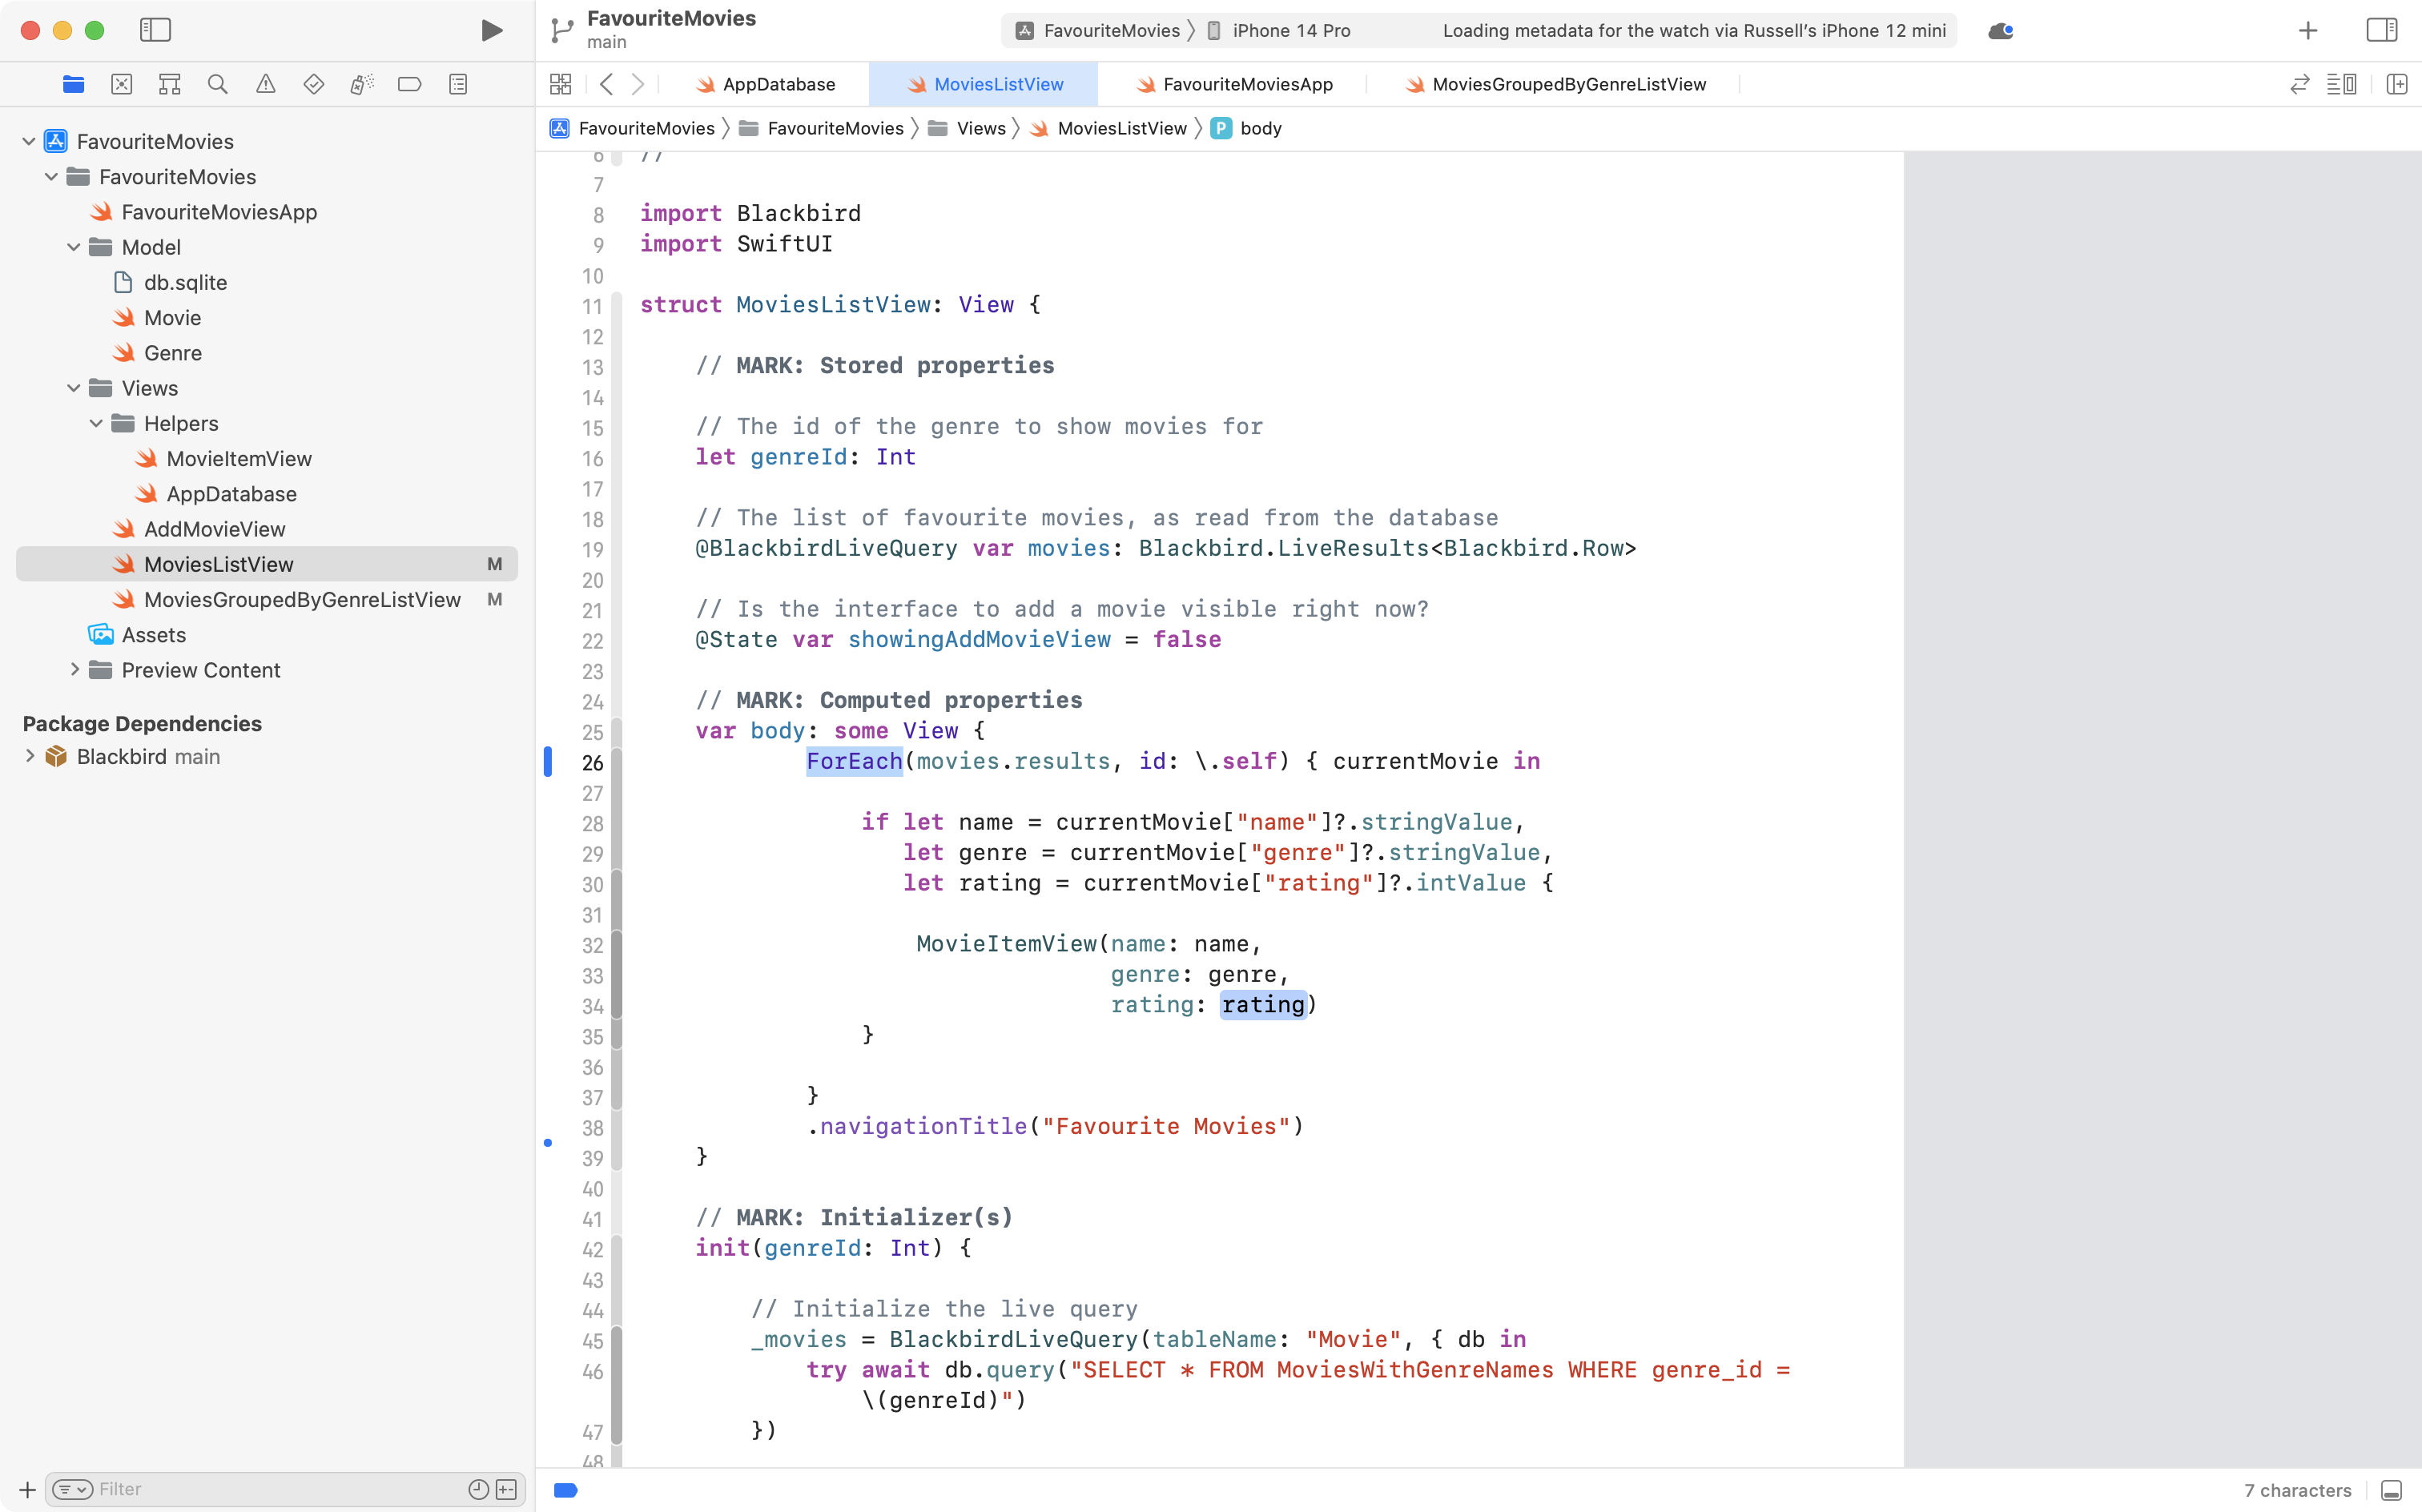 FavouriteMovies
main
FavouriteMovies
iPhone 14 Pro
Loading metadata for the watch via Russell’s iPhone 12 mini
AppDatabase
MoviesListView
FavouriteMoviesApp
MoviesGroupedByGenreListView
FavouriteMovies
FavouriteMovies
Views
MoviesListView
P
body
FavouriteMovies
FavouriteMovies
FavouriteMoviesApp
Model
db.sqlite
Movie
Genre
Views
Helpers
MovieItemView
AppDatabase
AddMovieView
MoviesListView M
MoviesGroupedByGenreListView M
Assets
Preview Content
Package Dependencies
Blackbird main
Filter
6 //
7
8 import Blackbird
9 import SwiftUI
10
11 struct MoviesListView: View {
12
13 // MARK: Stored properties
14
15 // The id of the genre to show movies for
16 let genreId: Int
17
18 // The list of favourite movies, as read from the database
19 @BlackbirdLiveQuery var movies: Blackbird.LiveResults<Blackbird.Row>
20
21 // Is the interface to add a movie visible right now?
22 @State var showingAddMovieView = false
23
24 // MARK: Computed properties
25 var body: some View {
26 ForEach(movies.results, id: \.self) { currentMovie in
27
28 if let name = currentMovie["name"]?.stringValue,
29 let genre = currentMovie["genre"]?.stringValue,
30 let rating = currentMovie["rating"]?.intValue {
31
32 MovieItemView(name: name,
33 genre: genre,
34 rating: rating)
35 }
36
37 }
38 .navigationTitle("Favourite Movies")
39 }
40
41 // MARK: Initializer(s)
42 init(genreId: Int) {
43
44 // Initialize the live query
45 _movies = BlackbirdLiveQuery(tableName: "Movie", { db in
46 try await db.query("SELECT * FROM MoviesWithGenreNames WHERE genre_id =
\(genreId)")
47 })
48
7 characters